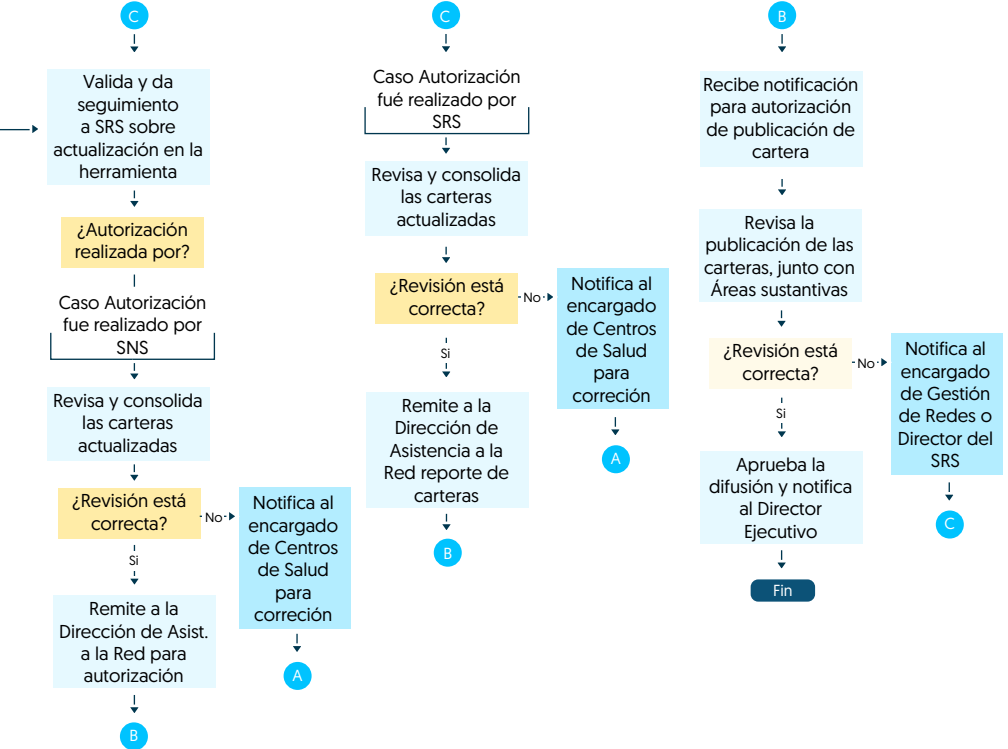 C
Valida y da
seguimiento
a SRS sobre
actualización en la
herramienta
¿Autorización
realizada por?
Caso Autorización
fue realizado por
SNS
Revisa y consolida
las carteras
actualizadas
¿Revisión está
correcta?
No
Notifica al
encargado
de Centros
de Salud
para
correción
A
Si
Remite a la
Dirección de Asist.
a la Red para
autorización
B
C
Caso Autorización
fué realizado por
SRS
Revisa y consolida
las carteras
actualizadas
¿Revisión está
correcta?
No
Notifica al
encargado
de Centros
de Salud
para
correción
A
Si
Remite a la
Dirección de
Asistencia a la
Red reporte de
carteras
B
B
Recibe notificación
para autorización
de publicación de
cartera
Revisa la
publicación de las
carteras, junto con
Áreas sustantivas
¿Revisión está
correcta?
No
Notifica al
encargado
de Gestión
de Redes o
Director del
SRS
C
Si
Aprueba la
difusión y notifica
al Director
Ejecutivo
Fin